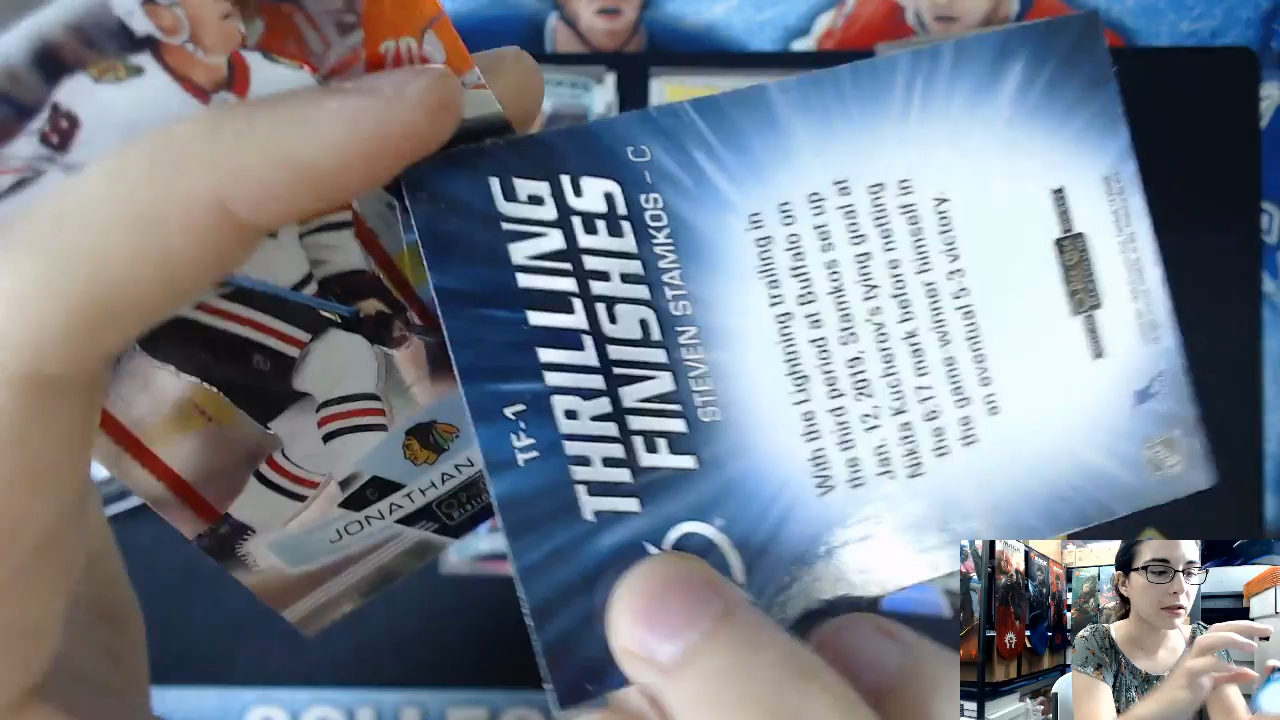 TF-1
THRILLING
FINISHES
STEVEN STAMKOS - C
With the Lightning trailing in
the third period at Buffalo on
Jan. 12, 2019, Stamkos set up
Nikita Kucherov's tying goal at
the 6:17 mark before netting
the game winner himself in
an eventual 5-3 victory.
JONATHAN
C
20